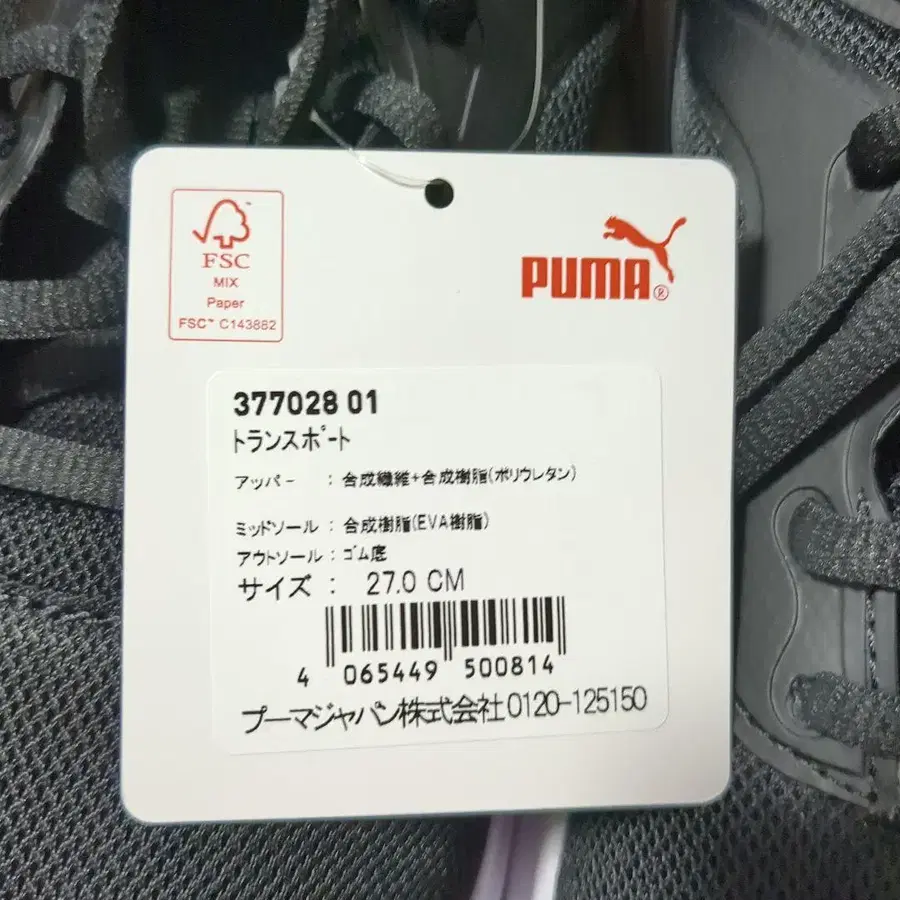 FSC™
MIX
Paper
FSC™ C143882
PUMA®
377028 01
トランスポート
アッパー : 合成繊維+合成樹脂(ポリウレタン)
ミッドソール : 合成樹脂(EVA樹脂)
アウトソール : ゴム底
サイズ : 27.0 CM
4 065449 500814
プーマジャパン株式会社0120-125150